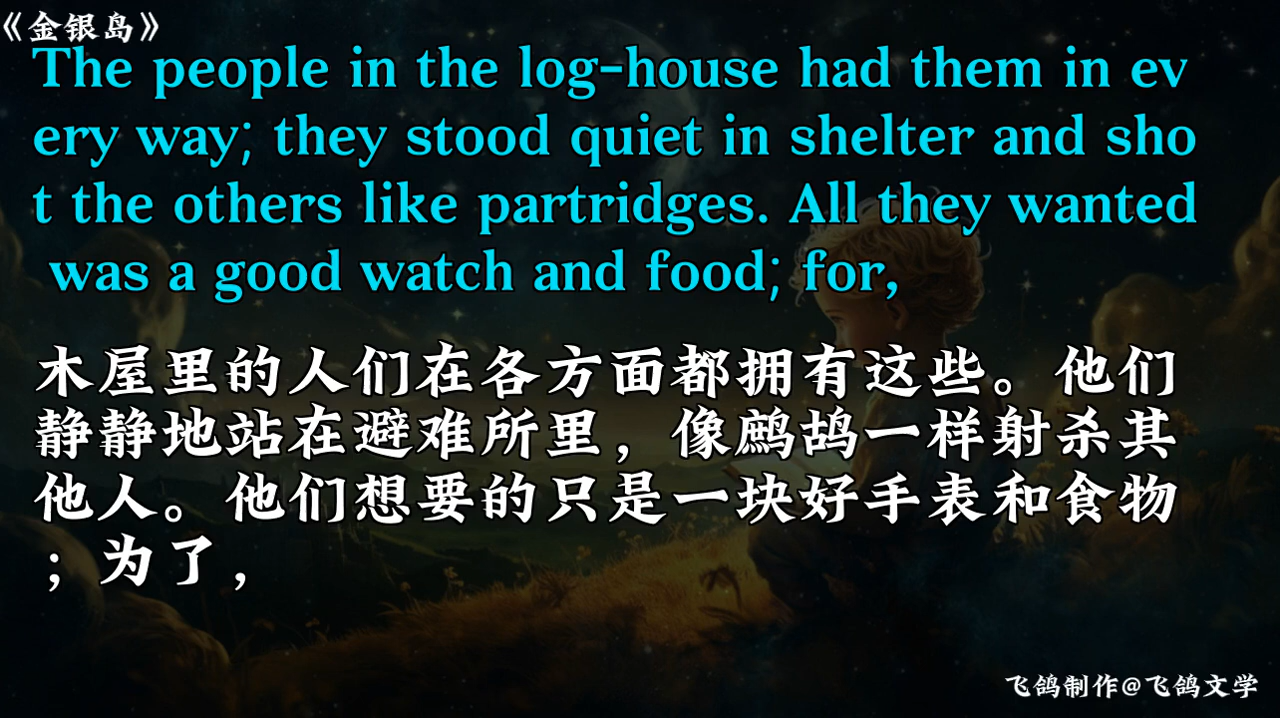 《金银岛》
The people in the log-house had them in ev
ery way; they stood quiet in shelter and sho
t the others like partridges. All they wanted
was a good watch and food; for,
木屋里的人们在各方面都拥有这些。他们
静静地站在避难所里，像鹧鸪一样射杀其
他人。他们想要的只是一块好手表和食物
；为了，
飞鸽制作@飞鸽文学